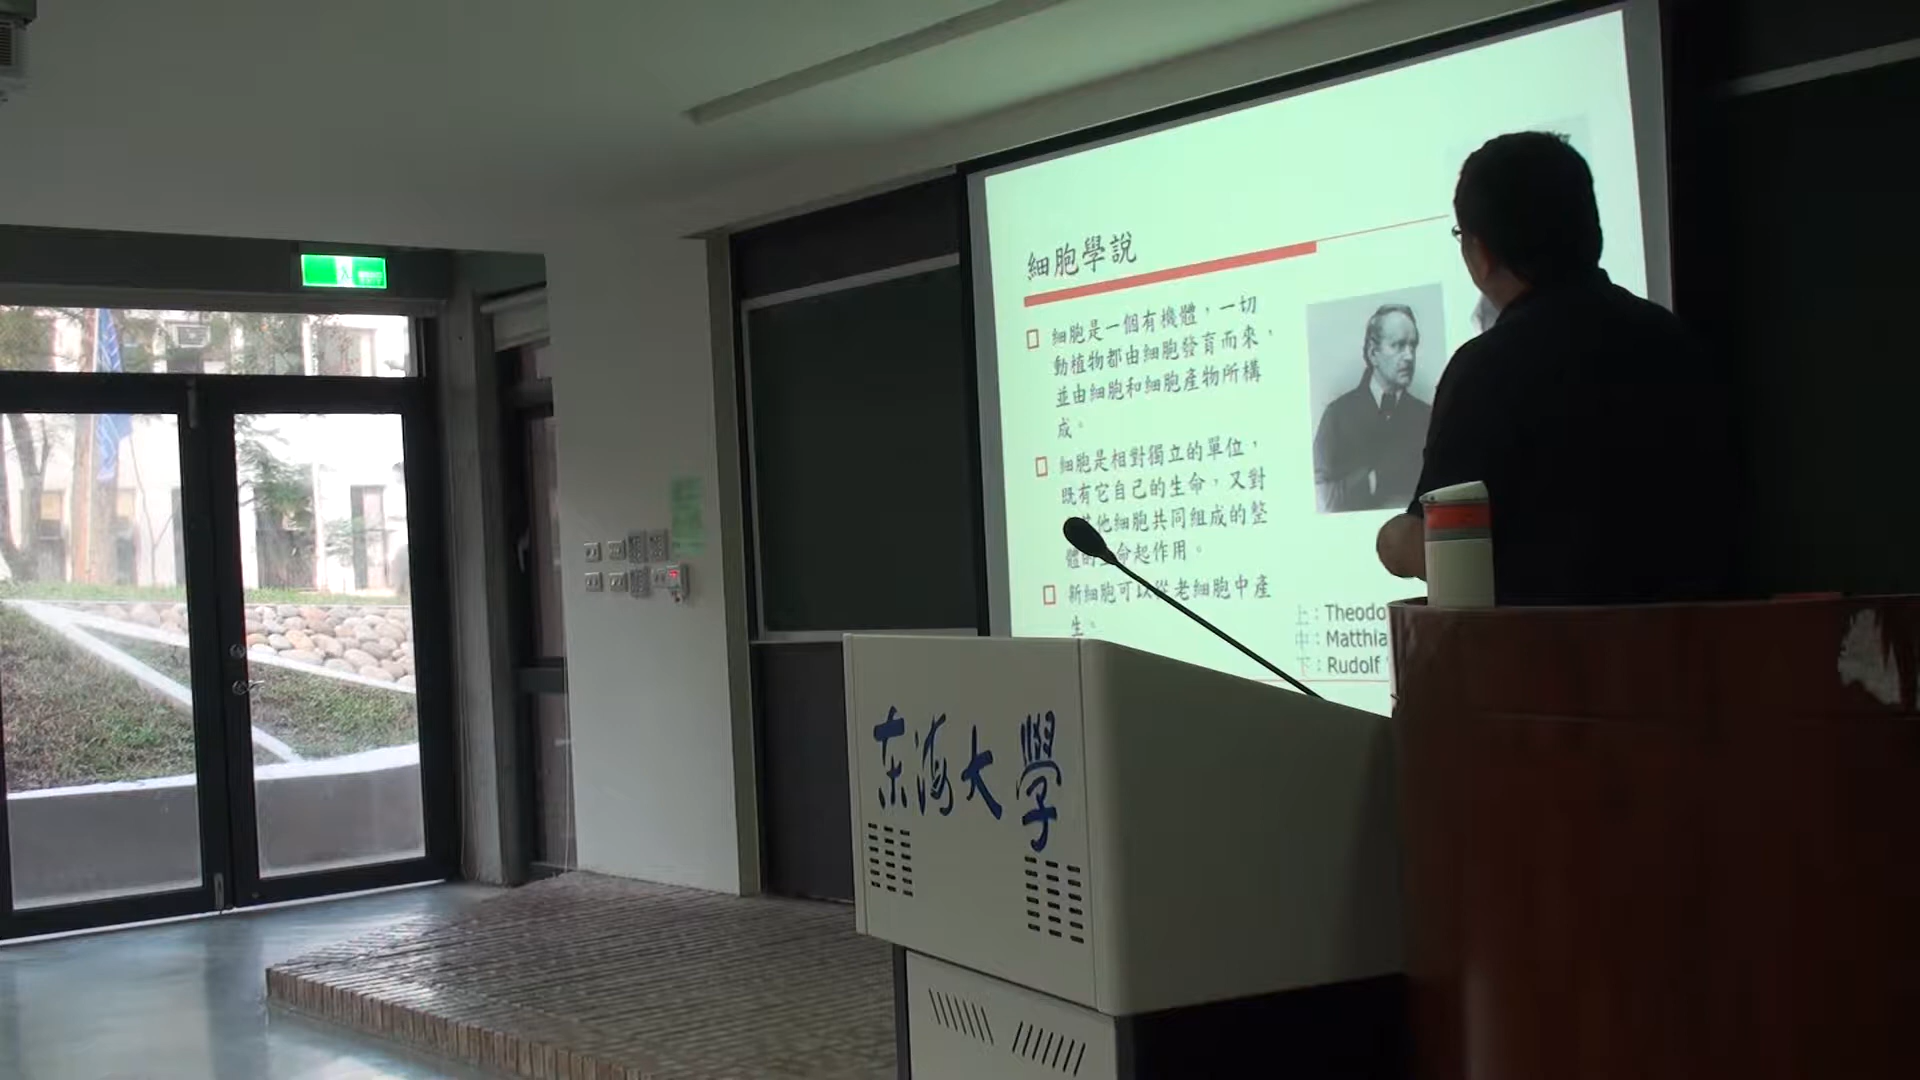 細胞學說
細胞是一個有機體，一切
動植物都由細胞發育而來，
並由細胞和細胞產物所構
成。
細胞是相對獨立的單位，
既有它自己的生命，又對
他細胞共同組成的整
體的生命起作用。
新細胞可以從老細胞中產
生。
上：Theodo
中：Matthia
下：Rudolf
东海大學